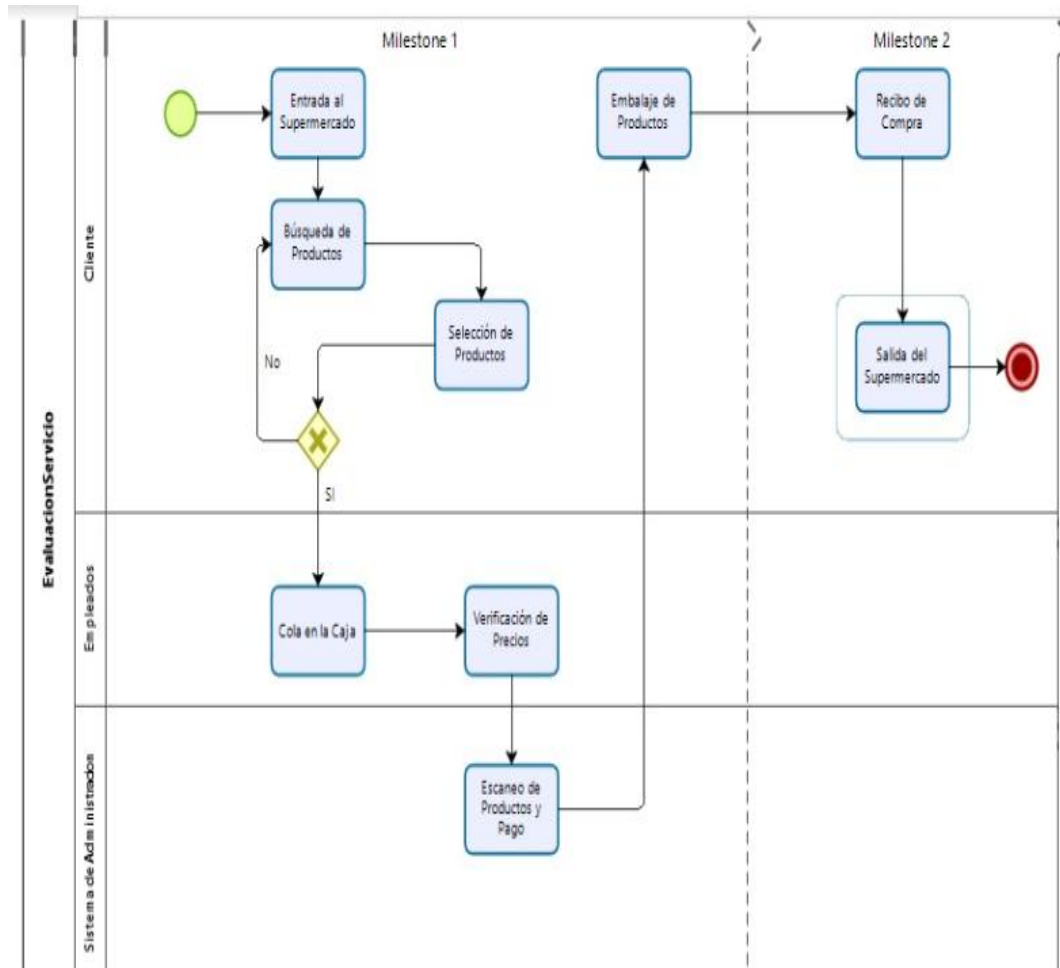 Milestone 1
Milestone 2
EvaluacionServicio
Cliente
Entrada al
Supermercado
Embalaje de
Productos
Recibo de
Compra
Búsqueda de
Productos
Selección de
Productos
No
Salida del
Supermercado
SI
Empleados
Cola en la Caja
Verificación de
Precios
Sistema de Administrados
Escaneo de
Productos y
Pago